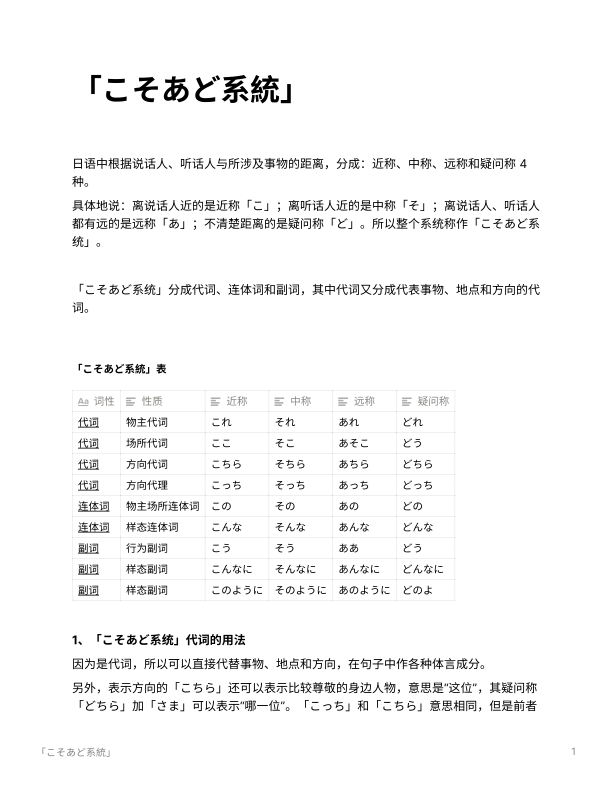 「こそあど系統」
日语中根据说话人、听话人与所涉及事物的距离，分成：近称、中称、远称和疑问称 4
种。
具体地说：离说话人近的是近称「こ」；离听话人近的是中称「そ」；离说话人、听话人
都有远的是远称「あ」；不清楚距离的是疑问称「ど」。所以整个系统称作「こそあど系
统」。
「こそあど系统」分成代词、连体词和副词，其中代词又分成代表事物、地点和方向的代
词。
「こそあど系统」表
Aa 词性 性质 近称 中称 远称 疑问称
代词 物主代词 これ それ あれ どれ
代词 场所代词 ここ そこ あそこ どう
代词 方向代词 こちら そちら あちら どちら
代词 方向代理 こっち そっち あっち どっち
连体词 物主场所连体词 この その あの どの
连体词 样态连体词 こんな そんな あんな どんな
副词 行为副词 こう そう ああ どう
副词 样态副词 こんなに そんなに あんなに どんなに
副词 样态副词 このように そのように あのように どのよ
1、「こそあど系统」代词的用法
因为是代词，所以可以直接代替事物、地点和方向，在句子中作各种体言成分。
另外，表示方向的「こちら」还可以表示比较尊敬的身边人物，意思是“这位”，其疑问称
「どちら」加「さま」可以表示“哪一位”。「こっち」和「こちら」意思相同，但是前者
「こそあど系統」 1